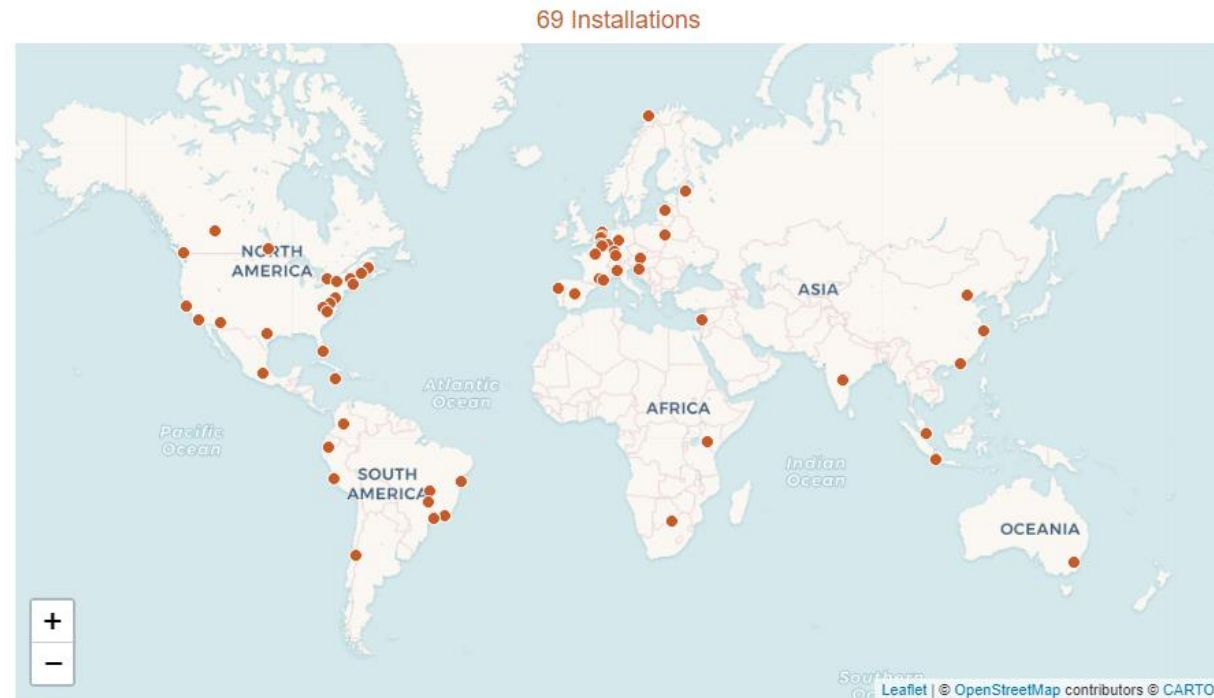 69 Installations
NORTH
AMERICA
ASIA
Atlantic
Ocean
AFRICA
Pacific
Ocean
Indian
Ocean
SOUTH
AMERICA
OCEANIA
+
−
Southern
Leaflet | © OpenStreetMap contributors © CARTO